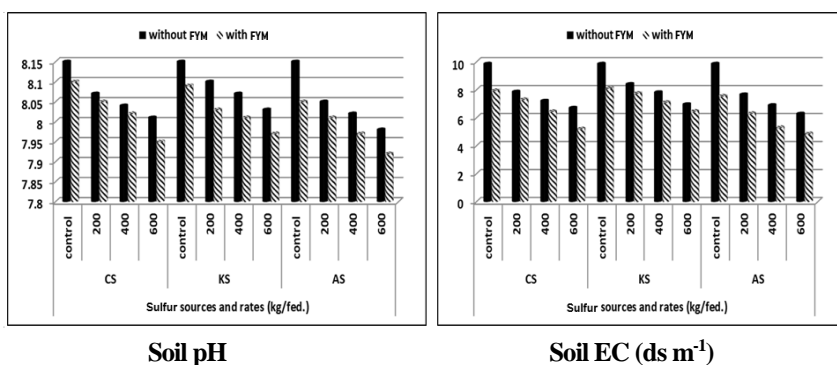 ■ without FYM ▧ with FYM
8.15
8.1
8.05
8
7.95
7.9
7.85
7.8
control 200 400 600 control 200 400 600 control 200 400 600
CS KS AS
Sulfur sources and rates (kg/fed.)
Soil pH
■ without FYM ▧ with FYM
10
8
6
4
2
0
control 200 400 600 control 200 400 600 control 200 400 600
CS KS AS
Sulfur sources and rates (kg/fed.)
Soil EC (ds m⁻¹)